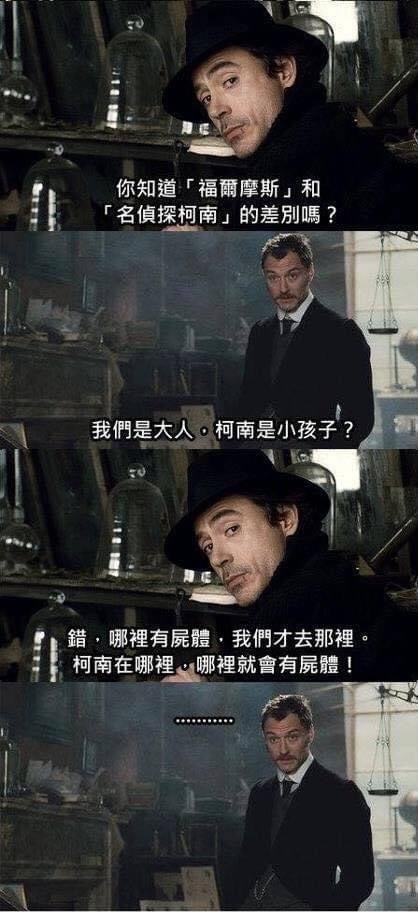 你知道「福爾摩斯」和
「名偵探柯南」的差別嗎？
我們是大人，柯南是小孩子？
錯，哪裡有屍體，我們才去那裡。
柯南在哪裡，哪裡就會有屍體！
...........